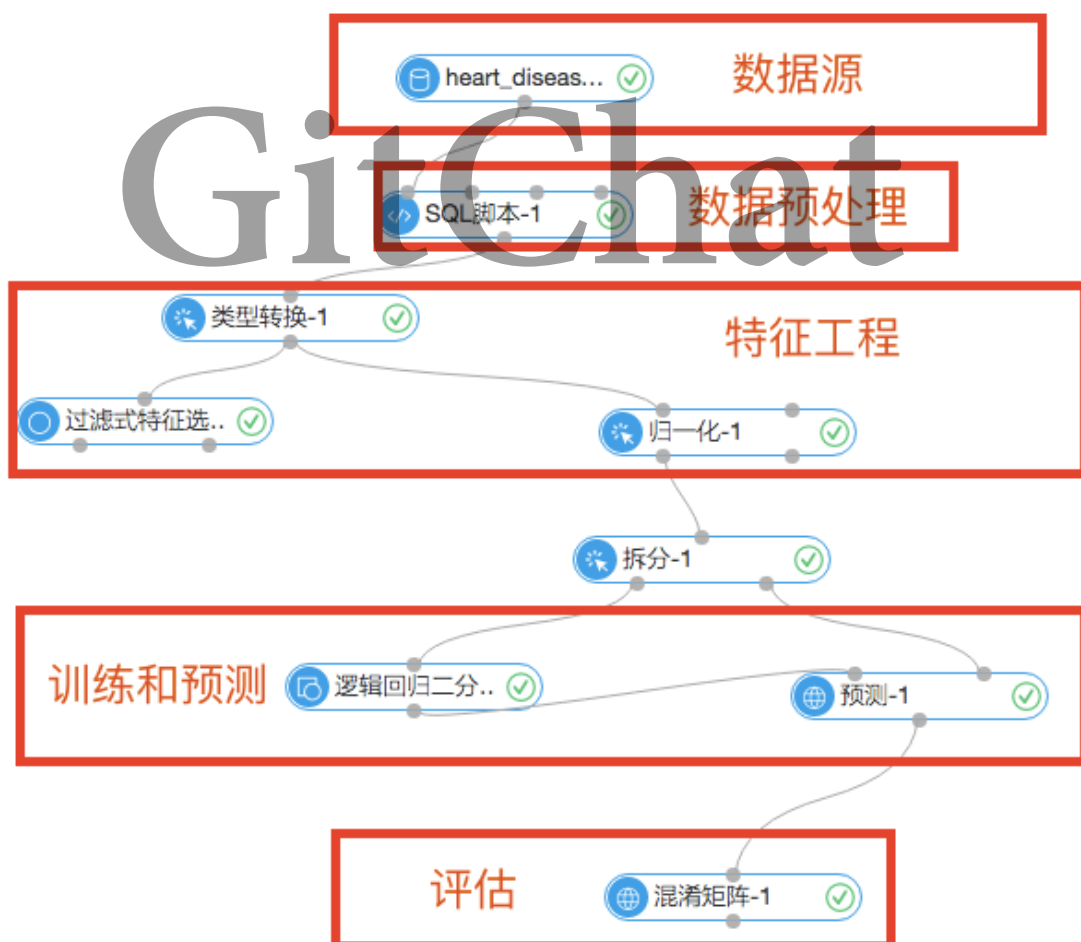 heart_diseas...
数据源
GitChat
SQL脚本-1
数据预处理
类型转换-1
特征工程
过滤式特征选..
归一化-1
拆分-1
训练和预测
逻辑回归二分..
预测-1
评估
混淆矩阵-1